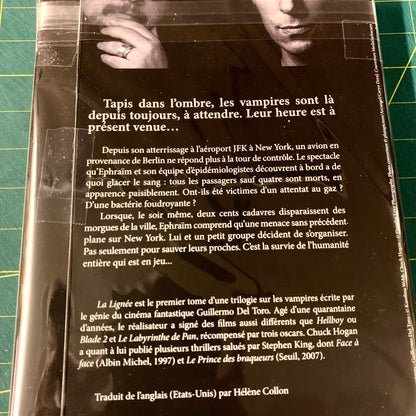 Tapis dans l'ombre, les vampires sont là
depuis toujours, à attendre. Leur heure est à
présent venue…
Depuis son atterrissage à l'aéroport JFK à New York, un avion en
provenance de Berlin ne répond plus à la tour de contrôle. Le spectacle
qu'Ephraïm et son équipe d'épidémiologistes découvrent à bord a de
quoi glacer le sang : tous les passagers sauf quatre sont morts, en
apparence paisiblement. Ont-ils été victimes d'un attentat au gaz ?
D'une bactérie foudroyante ?
Lorsque, le soir même, deux cents cadavres disparaissent des
morgues de la ville, Ephraïm comprend qu'une menace sans précédent
plane sur New York. Lui et un petit groupe décident de s'organiser.
Pas seulement pour sauver leurs proches. C'est la survie de l'humanité
entière qui est en jeu...
La Lignée est le premier tome d'une trilogie sur les vampires écrite par
le génie du cinéma fantastique Guillermo Del Toro. Agé d'une quarantaine
d'années, le réalisateur a signé des films aussi différents que Hellboy ou
Blade 2 et Le Labyrinthe de Pan, récompensé par trois oscars. Chuck Hogan
a quant à lui publié plusieurs thrillers salués par Stephen King, dont Face à
face (Albin Michel, 1997) et Le Prince des braqueurs (Seuil, 2007).
Traduit de l'anglais (Etats-Unis) par Hélène Collon